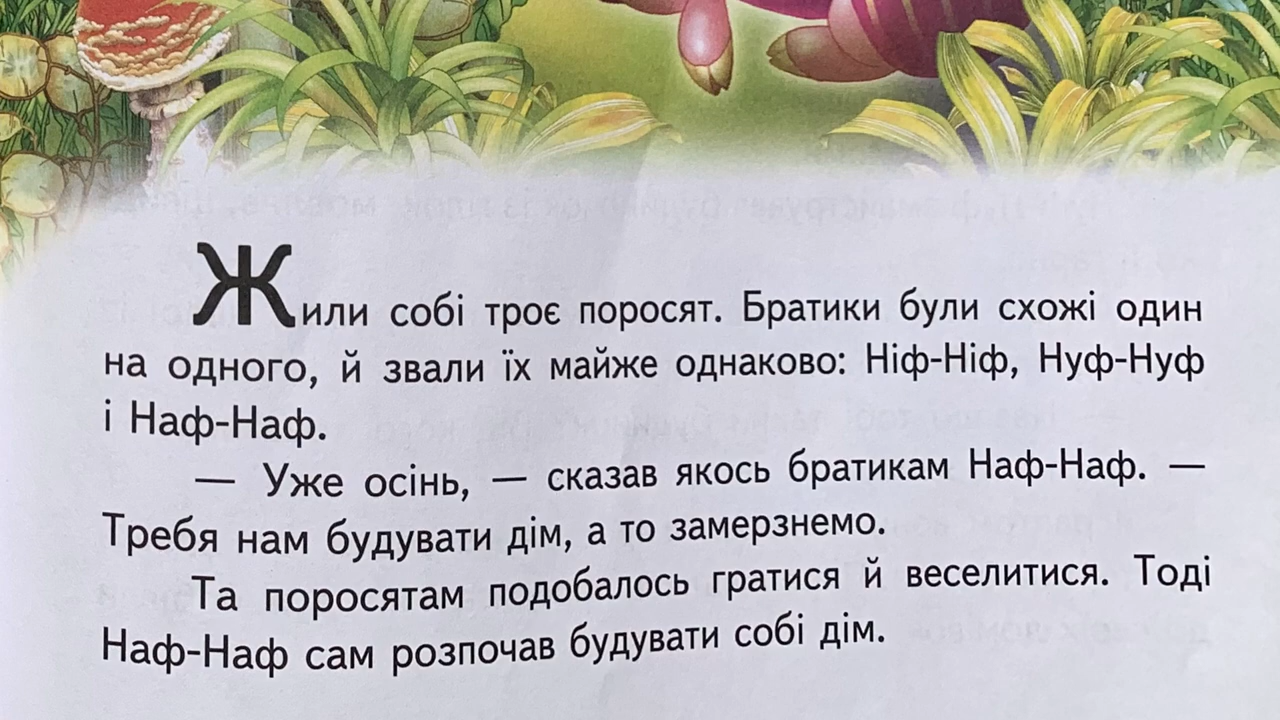 Жили собі троє поросят. Братики були схожі один
на одного, й звали їх майже однаково: Ніф-Ніф, Нуф-Нуф
і Наф-Наф.
— Уже осінь, — сказав якось братикам Наф-Наф. —
Требя нам будувати дім, а то замерзнемо.
Та поросятам подобалось гратися й веселитися. Тоді
Наф-Наф сам розпочав будувати собі дім.